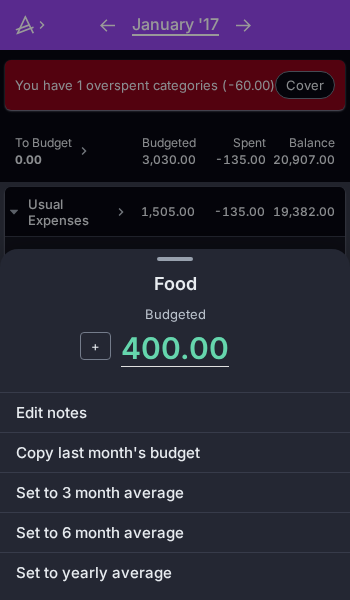 January '17
You have 1 overspent categories (-60.00) Cover
To Budget Budgeted Spent Balance
0.00 3,030.00 -135.00 20,907.00
Usual
Expenses 1,505.00 -135.00 19,382.00
Food
Budgeted
+ 400.00
Edit notes
Copy last month's budget
Set to 3 month average
Set to 6 month average
Set to yearly average